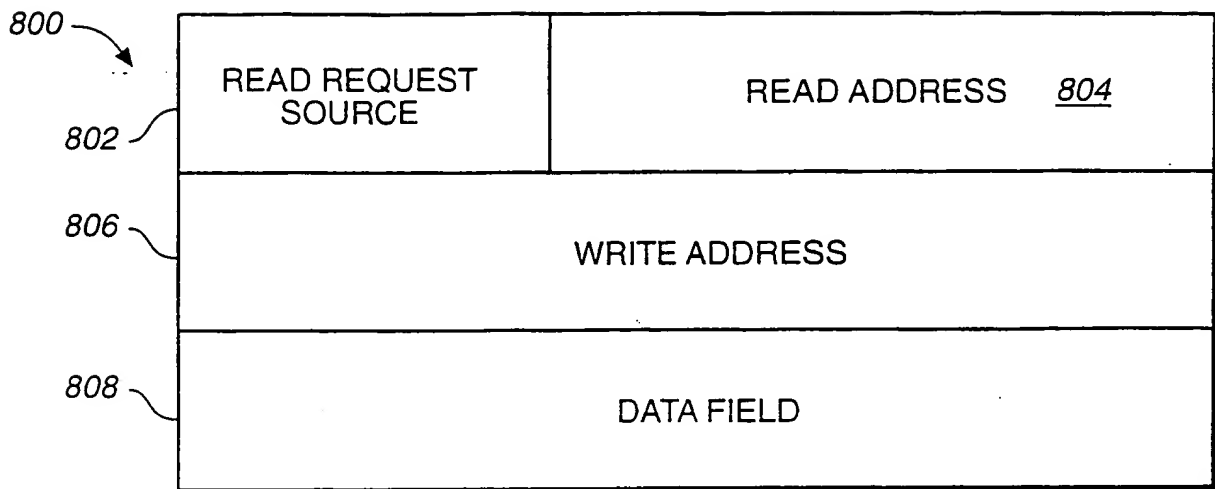 800
READ REQUEST
SOURCE
READ ADDRESS 804
802
806
WRITE ADDRESS
808
DATA FIELD